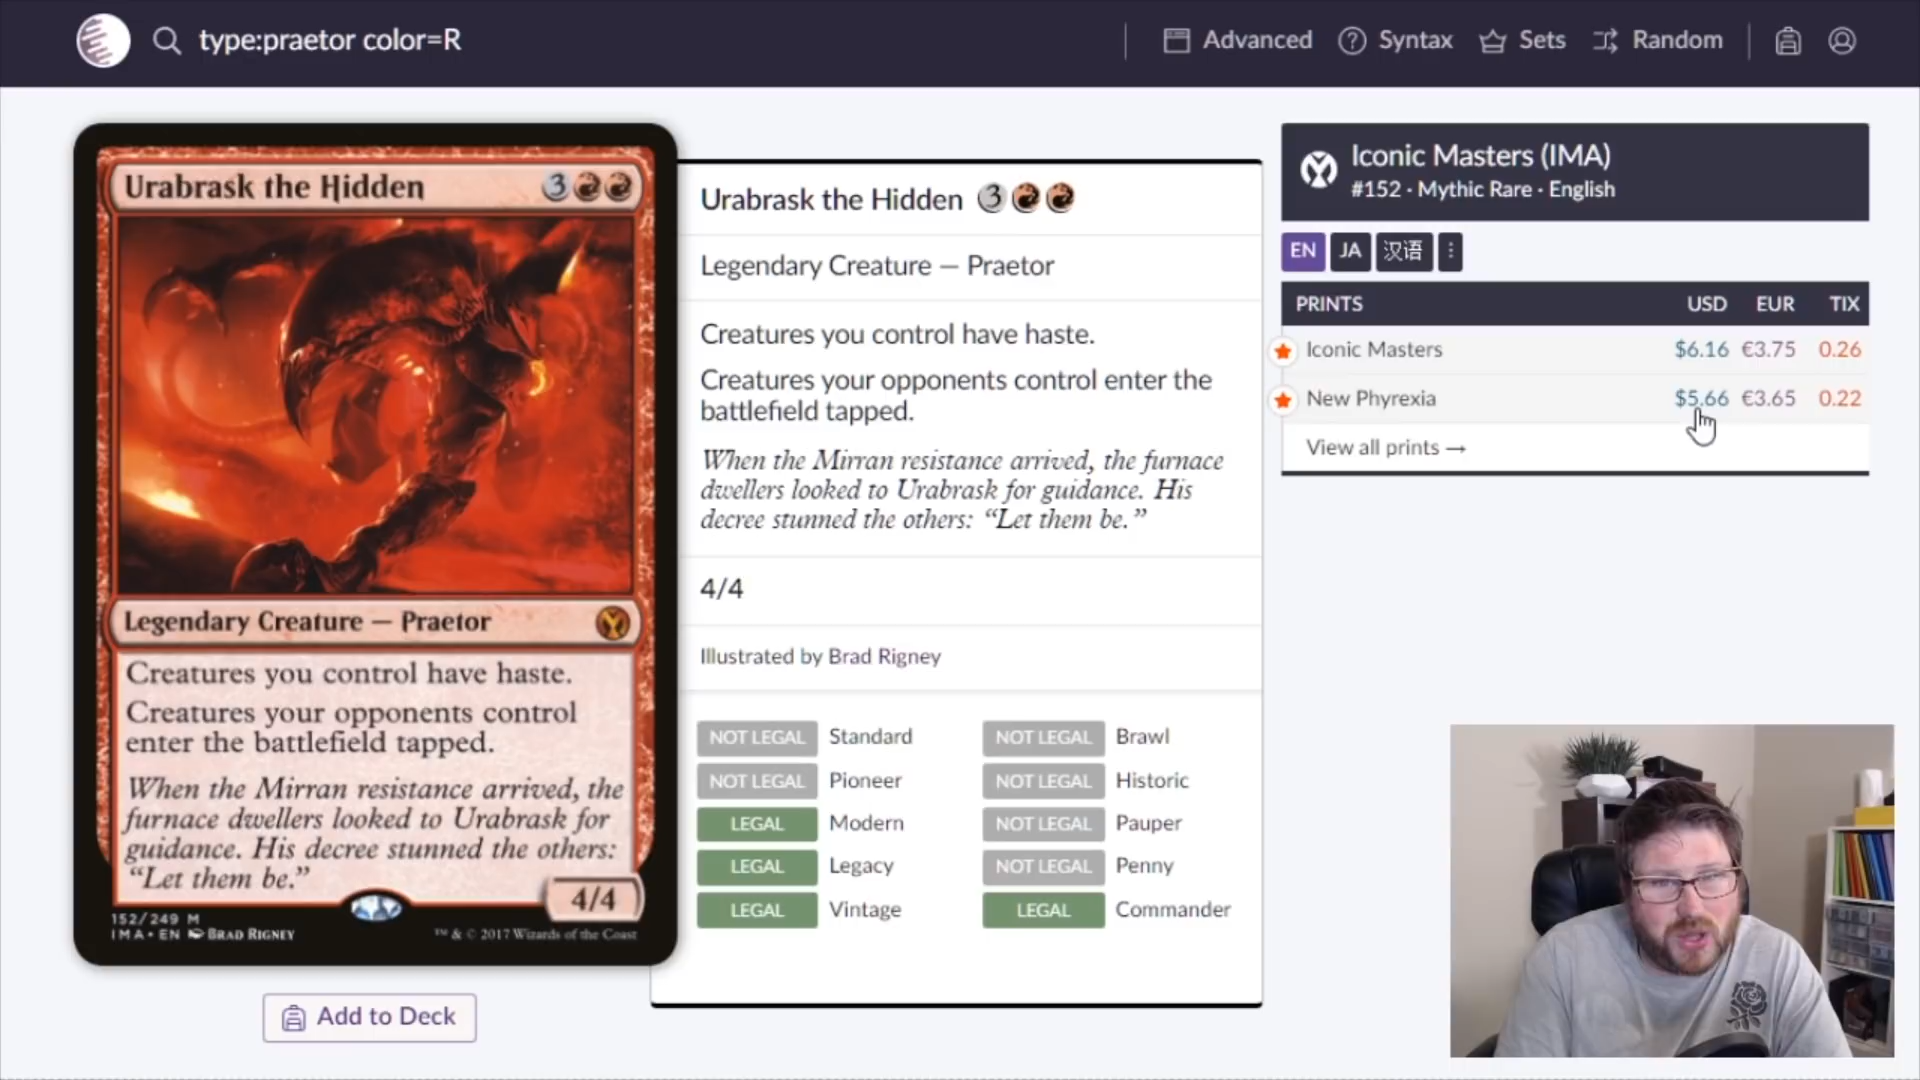 type:praetor color=R
Advanced
Syntax
Sets
Random
Urabrask the Hidden 3
Legendary Creature — Praetor
Creatures you control have haste.
Creatures your opponents control
enter the battlefield tapped.
When the Mirran resistance arrived, the
furnace dwellers looked to Urabrask for
guidance. His decree stunned the others:
“Let them be.”
4/4
152/249 M
IMA • EN BRAD RIGNEY
™ & © 2017 Wizards of the Coast
Add to Deck
Urabrask the Hidden 3
Legendary Creature — Praetor
Creatures you control have haste.
Creatures your opponents control enter the
battlefield tapped.
When the Mirran resistance arrived, the furnace
dwellers looked to Urabrask for guidance. His
decree stunned the others: “Let them be.”
4/4
Illustrated by Brad Rigney
NOT LEGAL Standard NOT LEGAL Brawl
NOT LEGAL Pioneer NOT LEGAL Historic
LEGAL Modern NOT LEGAL Pauper
LEGAL Legacy NOT LEGAL Penny
LEGAL Vintage LEGAL Commander
Iconic Masters (IMA)
#152 · Mythic Rare · English
EN JA 汉语
PRINTS USD EUR TIX
Iconic Masters $6.16 €3.75 0.26
New Phyrexia $5.66 €3.65 0.22
View all prints →